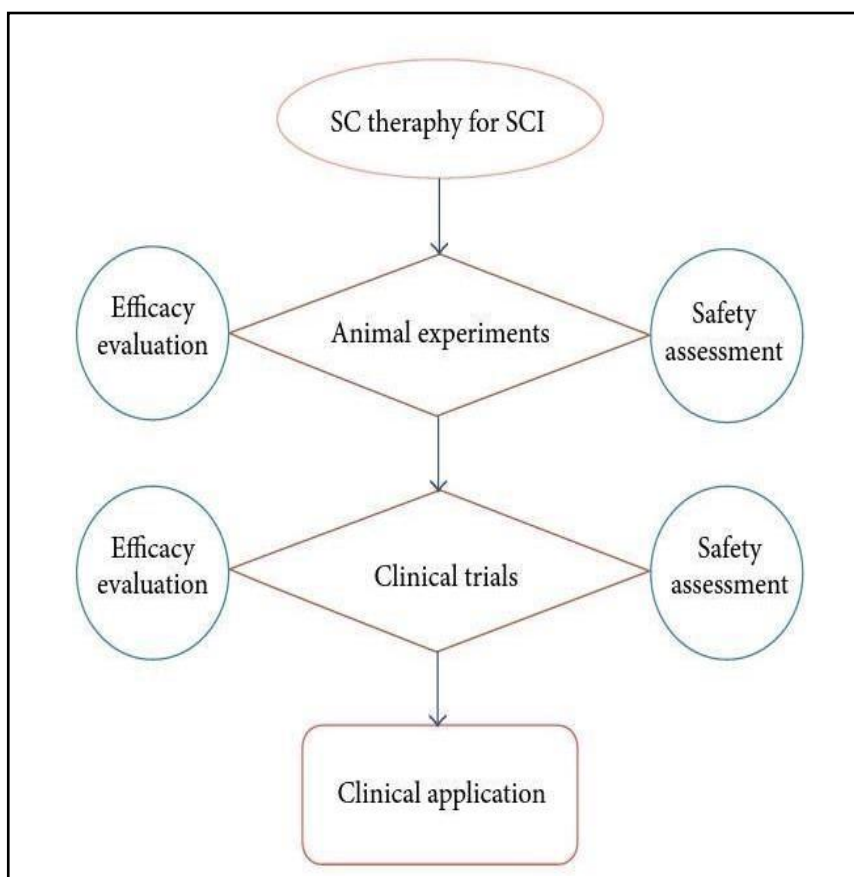 SC theraphy for SCI
Efficacy
evaluation
Animal experiments
Safety
assessment
Efficacy
evaluation
Clinical trials
Safety
assessment
Clinical application